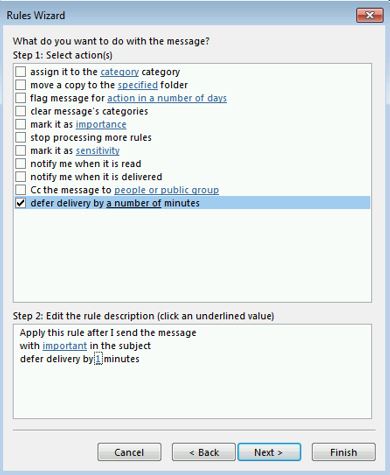 Rules Wizard
What do you want to do with the message?
Step 1: Select action(s)
assign it to the category category
move a copy to the specified folder
flag message for action in a number of days
clear message's categories
mark it as importance
stop processing more rules
mark it as sensitivity
notify me when it is read
notify me when it is delivered
Cc the message to people or public group
defer delivery by a number of minutes
Step 2: Edit the rule description (click an underlined value)
Apply this rule after I send the message
with important in the subject
defer delivery by 1 minutes
Cancel < Back Next > Finish